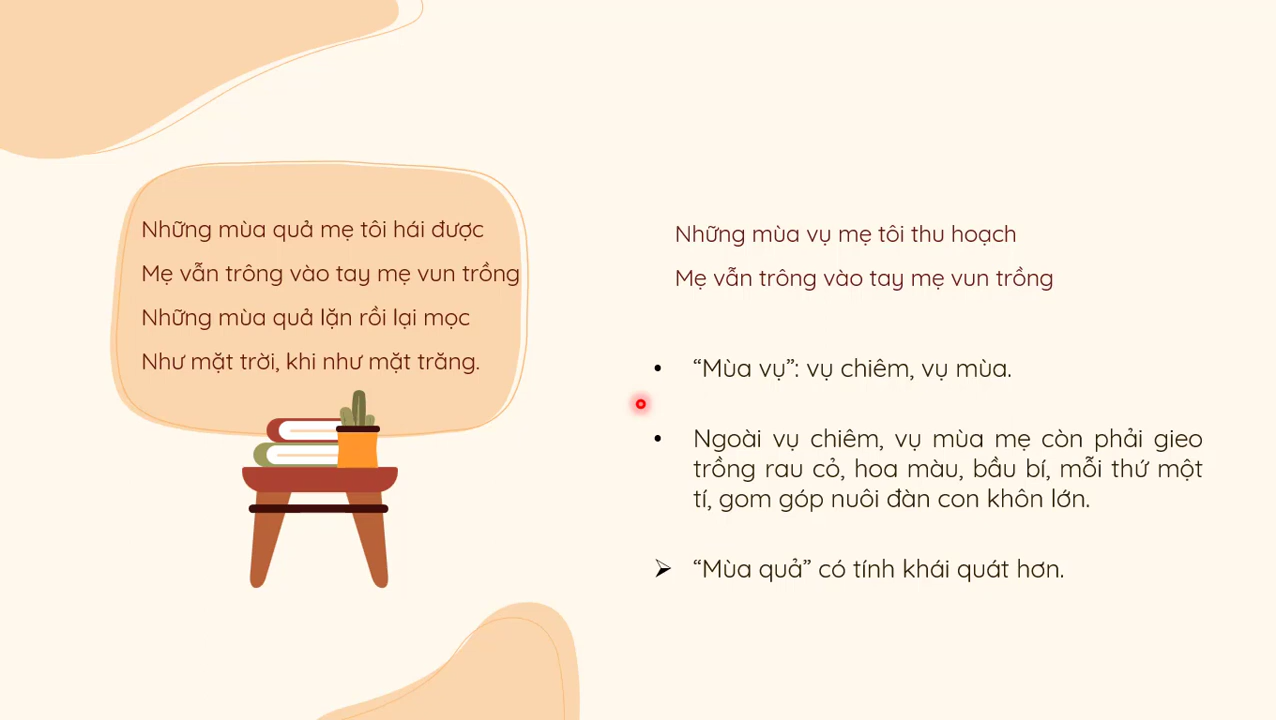 Những mùa quả mẹ tôi hái được
Mẹ vẫn trông vào tay mẹ vun trồng
Những mùa quả lặn rồi lại mọc
Như mặt trời, khi như mặt trăng.
Những mùa vụ mẹ tôi thu hoạch
Mẹ vẫn trông vào tay mẹ vun trồng
• “Mùa vụ”: vụ chiêm, vụ mùa.
• Ngoài vụ chiêm, vụ mùa mẹ còn phải gieo
trồng rau cỏ, hoa màu, bầu bí, mỗi thứ một
tí, gom góp nuôi đàn con khôn lớn.
➢ “Mùa quả” có tính khái quát hơn.